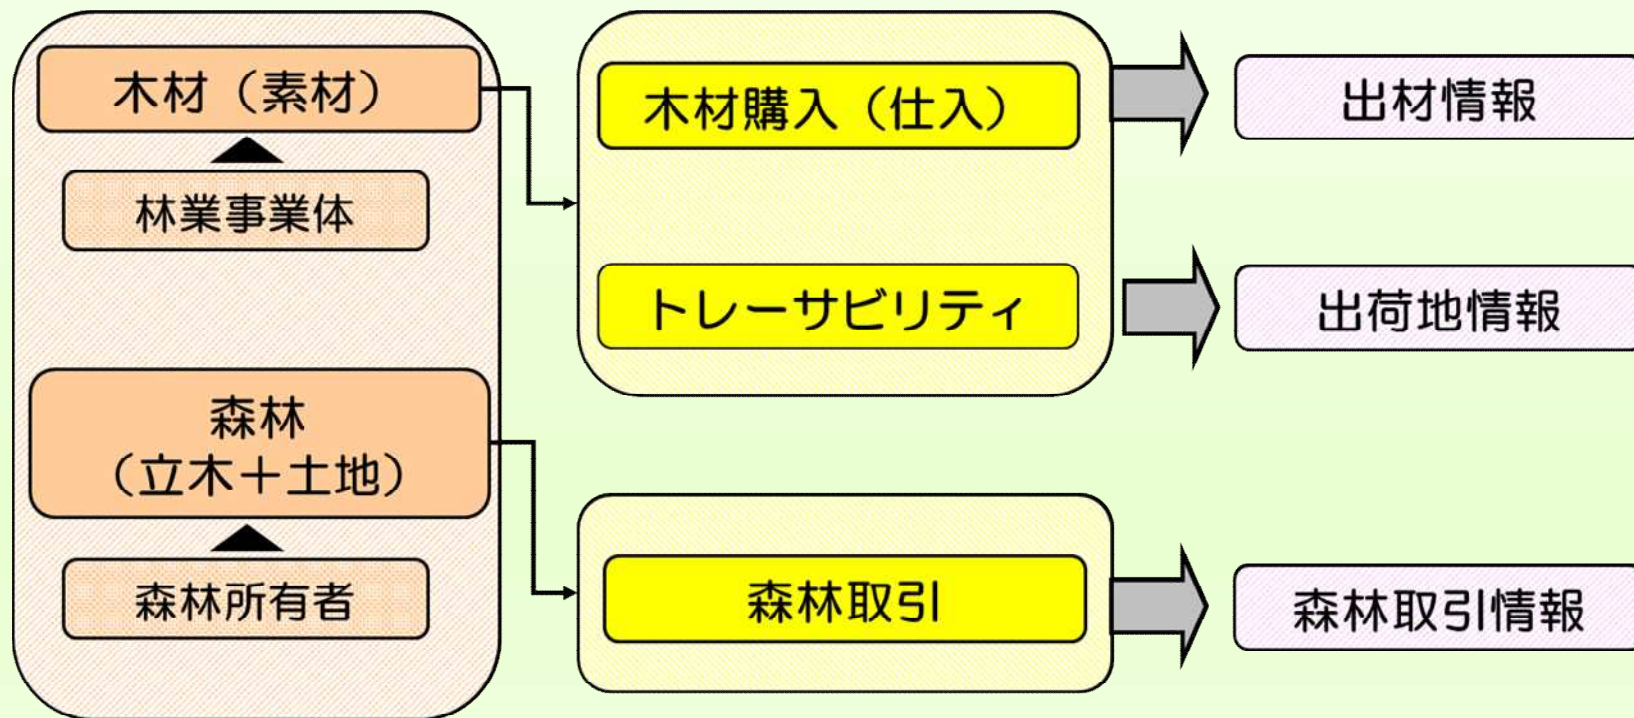 木材（素材）
林業事業体
森林
（立木＋土地）
森林所有者
木材購入（仕入）
トレーサビリティ
森林取引
出材情報
出荷地情報
森林取引情報